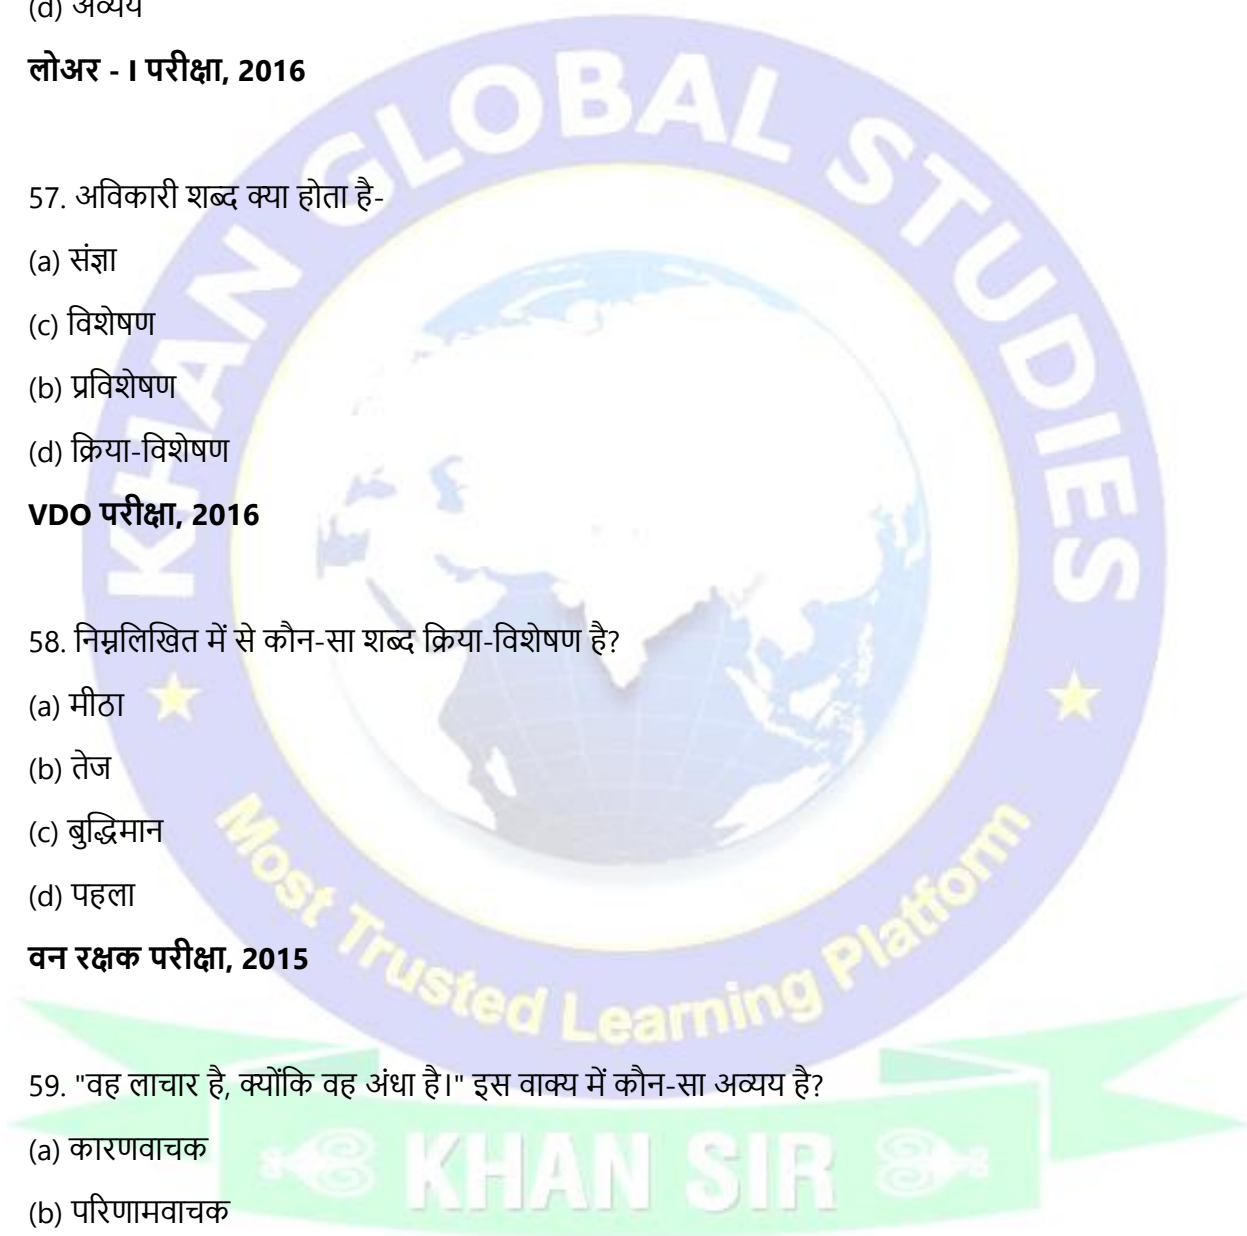 (d) अव्यय
लोअर - I परीक्षा, 2016
57. अविकारी शब्द क्या होता है-
(a) संज्ञा
(c) विशेषण
(b) प्रविशेषण
(d) क्रिया-विशेषण
VDO परीक्षा, 2016
58. निम्नलिखित में से कौन-सा शब्द क्रिया-विशेषण है?
(a) मीठा
(b) तेज
(c) बुद्धिमान
(d) पहला
वन रक्षक परीक्षा, 2015
59. "वह लाचार है, क्योंकि वह अंधा है।" इस वाक्य में कौन-सा अव्यय है?
(a) कारणवाचक
(b) परिणामवाचक
KHAN GLOBAL STUDIES
Most Trusted Learning Platform
KHAN SIR